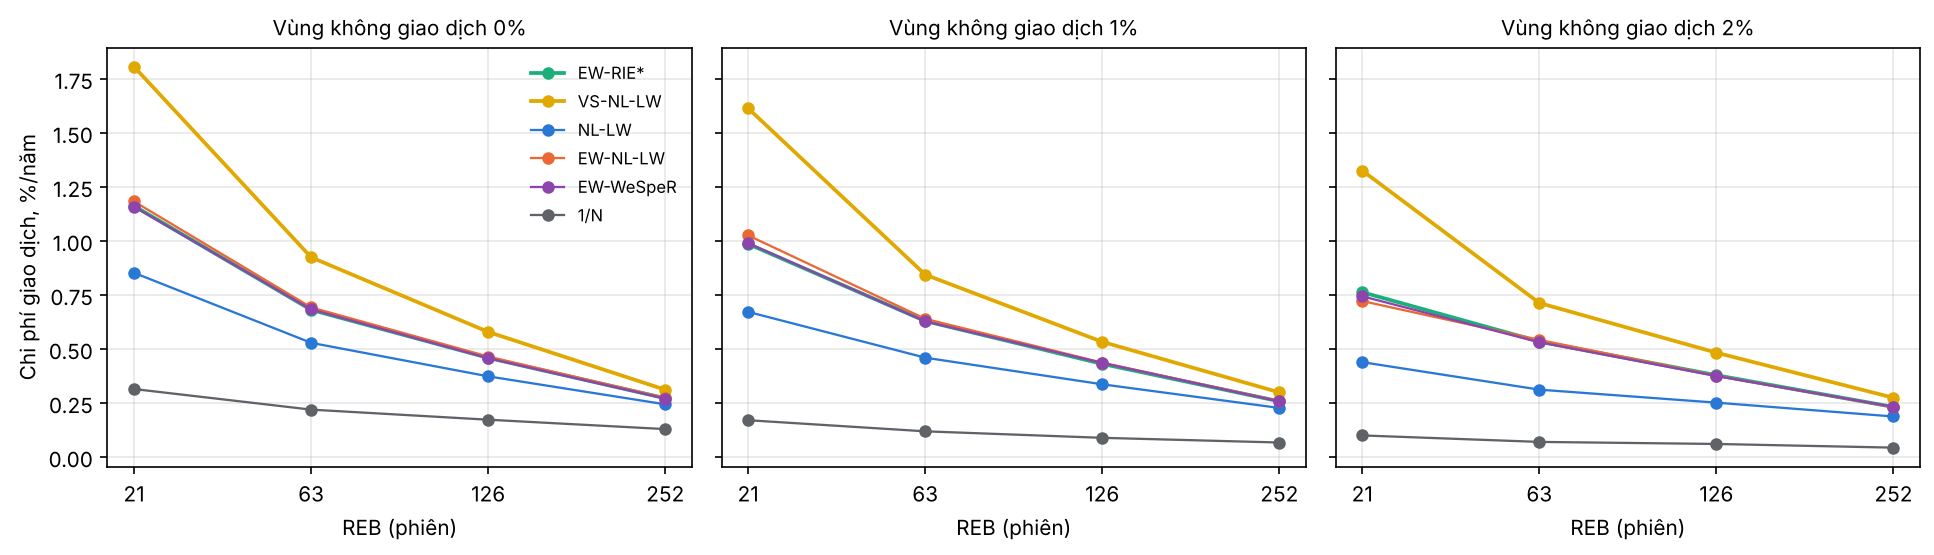 Vùng không giao dịch 0%
Vùng không giao dịch 1%
Vùng không giao dịch 2%
Chi phí giao dịch, %/năm
1.75
1.50
1.25
1.00
0.75
0.50
0.25
0.00
EW-RIE*
VS-NL-LW
NL-LW
EW-NL-LW
EW-WeSpeR
1/N
21 63 126 252
21 63 126 252
21 63 126 252
REB (phiên)
REB (phiên)
REB (phiên)